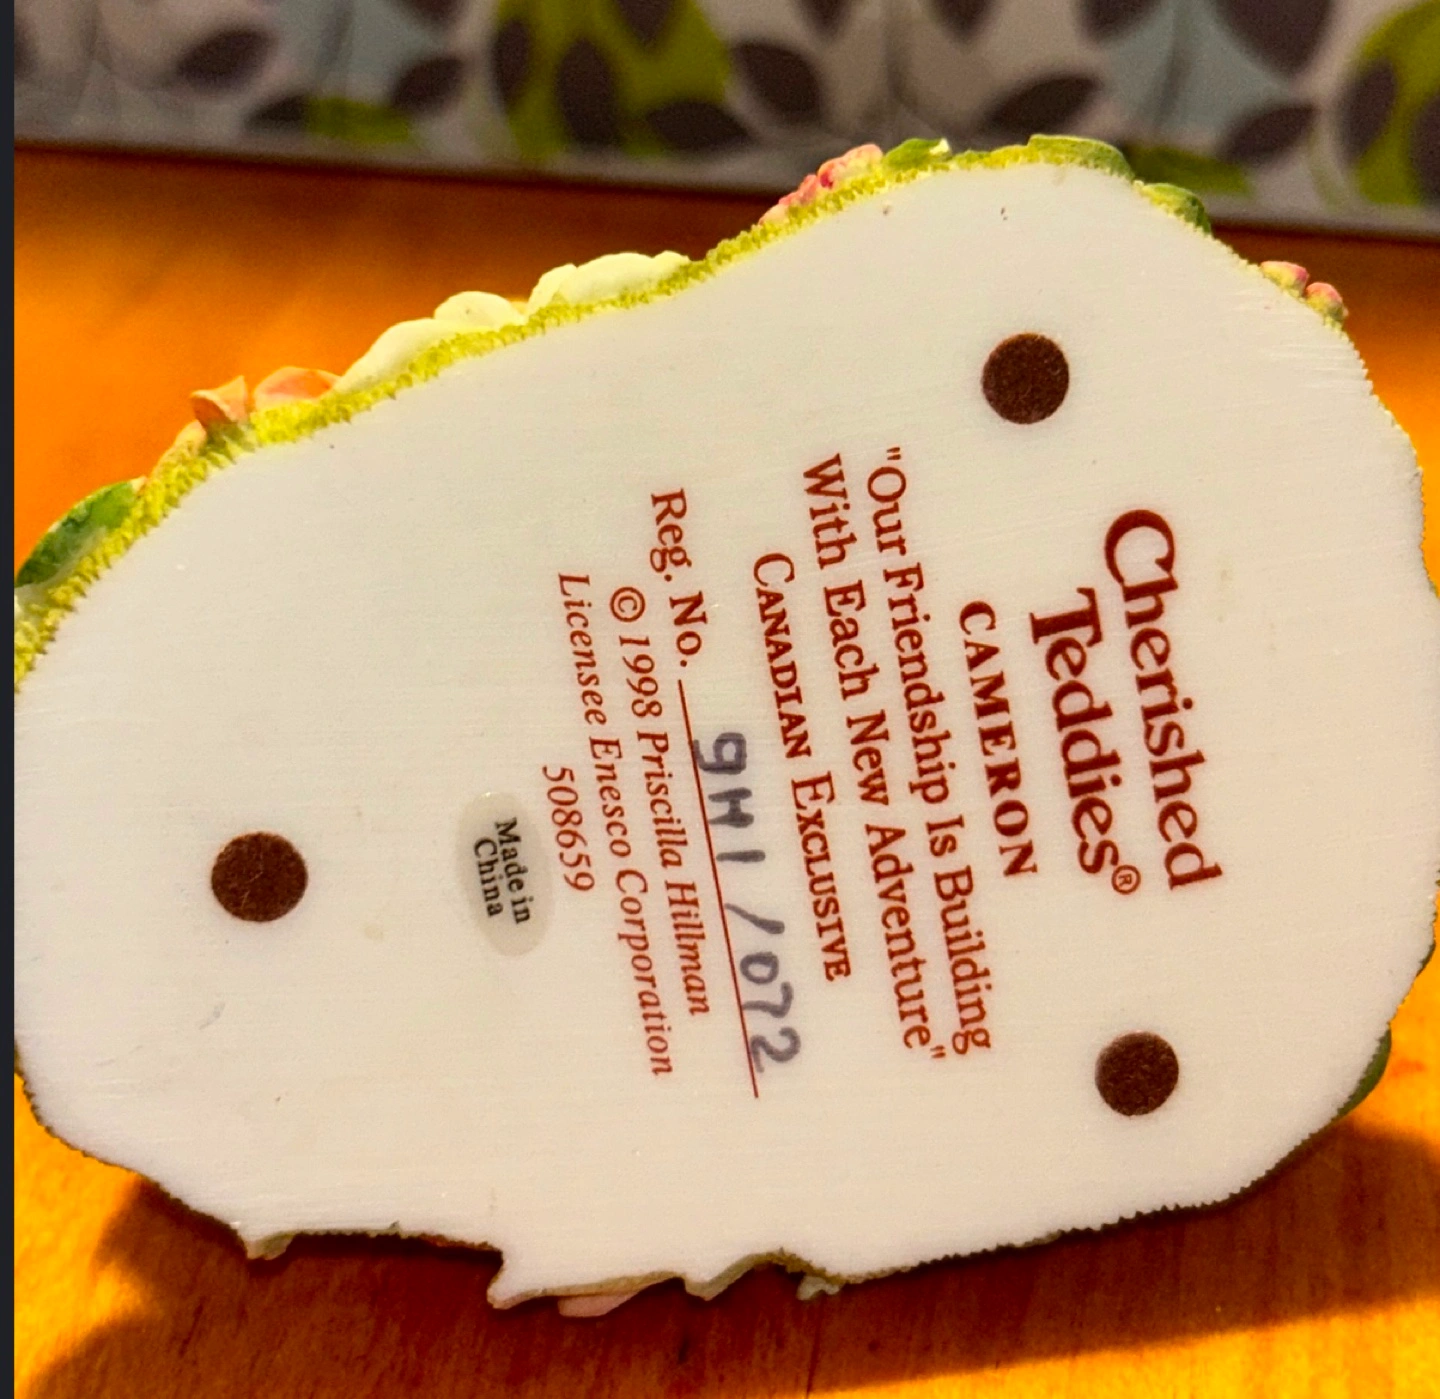 Cherished
Teddies®
CAMERON
"Our Friendship Is Building
With Each New Adventure"
CANADIAN EXCLUSIVE
Reg. No. 9H1/072
© 1998 Priscilla Hillman
Licensee Enesco Corporation
508659
Made in
China